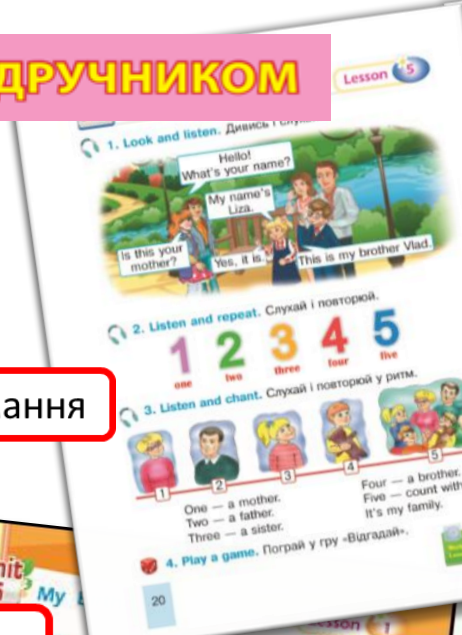 ДРУЧНИКОМ
Lesson 5
1. Look and listen. Дивись і
Hello!
What's your name?
My name's
Liza.
Is this your
mother?
Yes, it is.
This is my brother Vlad.
2. Listen and repeat. Слухай і повторюй.
1 2 3 4 5
one two three four five
ання
3. Listen and chant. Слухай і повторюй у ритм.
1 2 3 4 5
One — a mother.
Two — a father.
Three — a sister.
Four — a brother.
Five — count with
It's my family.
4. Play a game. Пограй у гру «Відгадай».
20
My
1